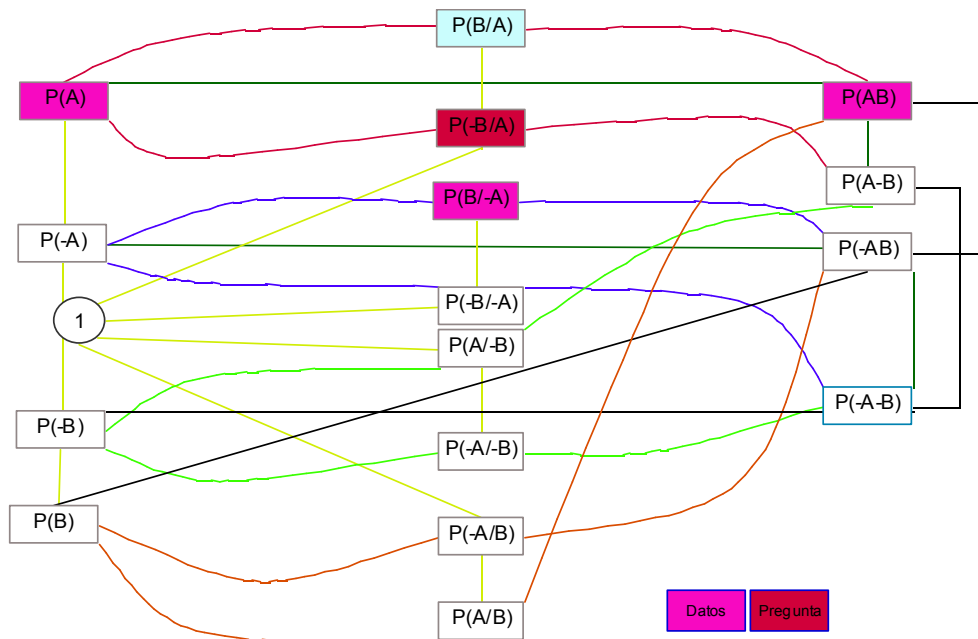 P(B/A)
P(A)
P(AB)
P(-B/A)
P(A-B)
P(B/-A)
P(-A)
P(-AB)
P(-B/-A)
1
P(A/-B)
P(-A-B)
P(-B)
P(-A/-B)
P(B)
P(-A/B)
P(A/B)
Datos
Pregunta